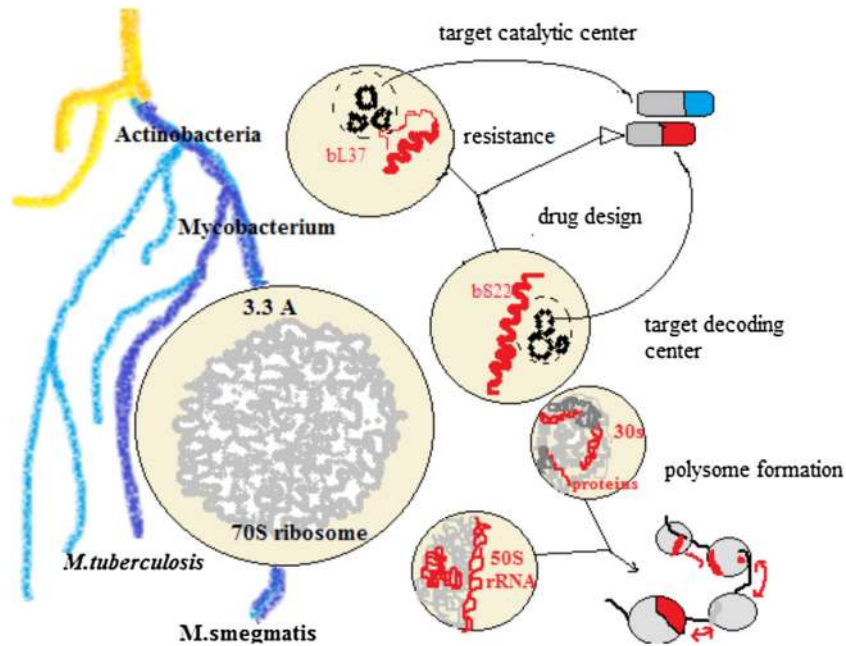 target catalytic center
Actinobacteria
bL37
resistance
Mycobacterium
drug design
3.3 A
bS22
target decoding
center
30s
proteins
polysome formation
70S ribosome
50S
rRNA
M.tuberculosis
M.smegmatis